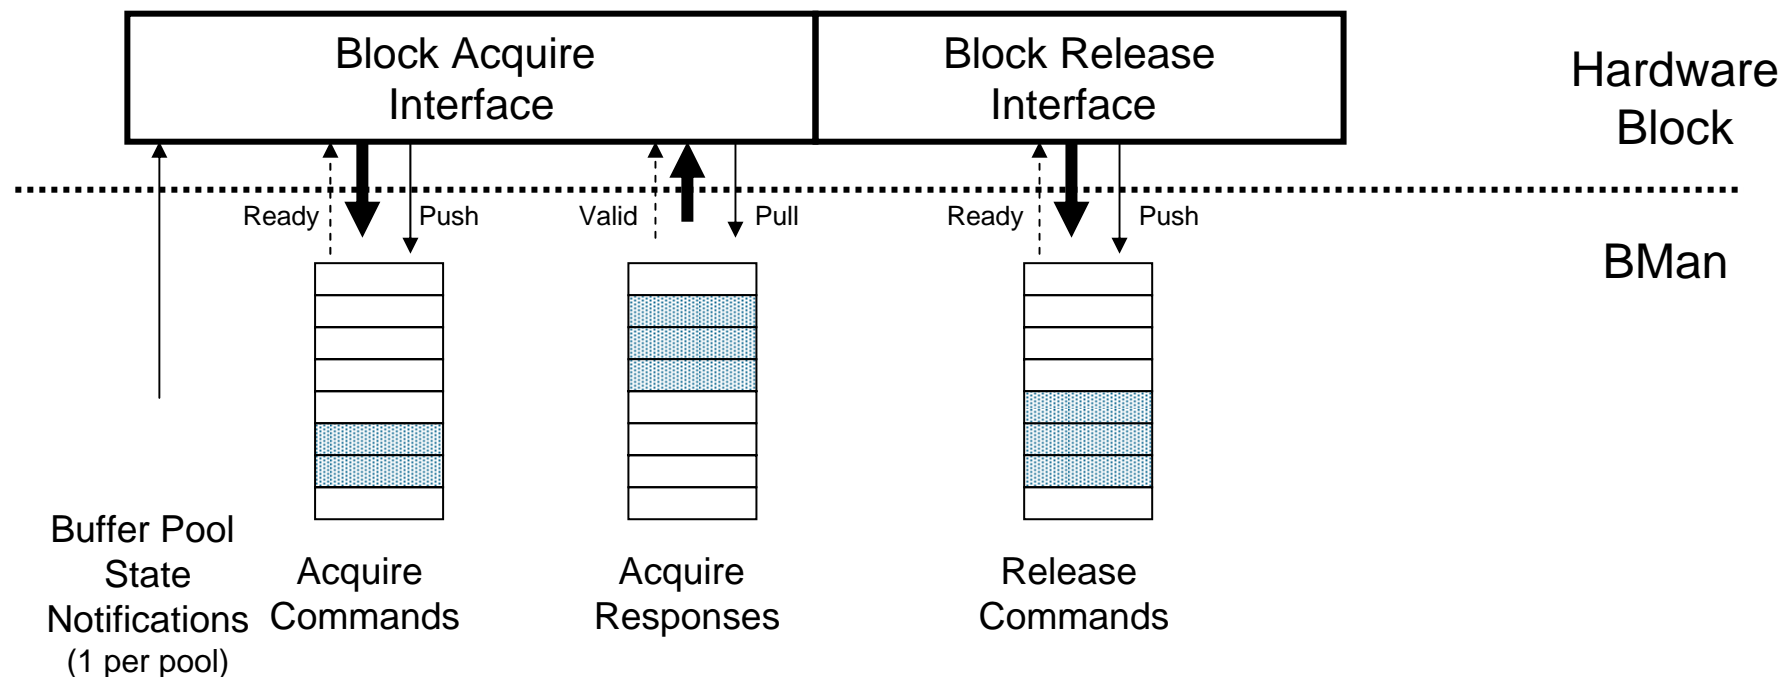 Block Acquire
Interface
Block Release
Interface
Hardware
Block
Ready
Push
Valid
Pull
Ready
Push
BMan
Buffer Pool
State
Notifications
(1 per pool)
Acquire
Commands
Acquire
Responses
Release
Commands